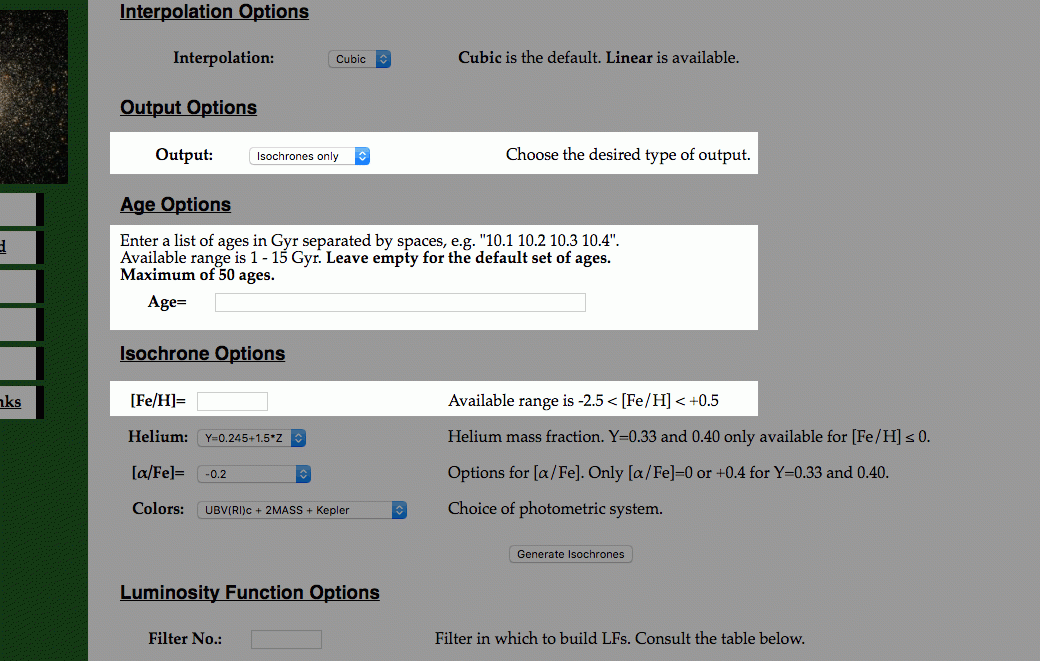 Interpolation Options
Interpolation: Cubic Cubic is the default. Linear is available.
Output Options
Output: Isochrones only Choose the desired type of output.
Age Options
Enter a list of ages in Gyr separated by spaces, e.g. "10.1 10.2 10.3 10.4".
Available range is 1 - 15 Gyr. Leave empty for the default set of ages.
Maximum of 50 ages.
Age=
Isochrone Options
[Fe/H]= Available range is -2.5 < [Fe/H] < +0.5
Helium: Y=0.245+1.5*Z Helium mass fraction. Y=0.33 and 0.40 only available for [Fe/H] ≤ 0.
[α/Fe]= -0.2 Options for [α/Fe]. Only [α/Fe]=0 or +0.4 for Y=0.33 and 0.40.
Colors: UBV(RI)c + 2MASS + Kepler Choice of photometric system.
Generate Isochrones
Luminosity Function Options
Filter No.: Filter in which to build LFs. Consult the table below.